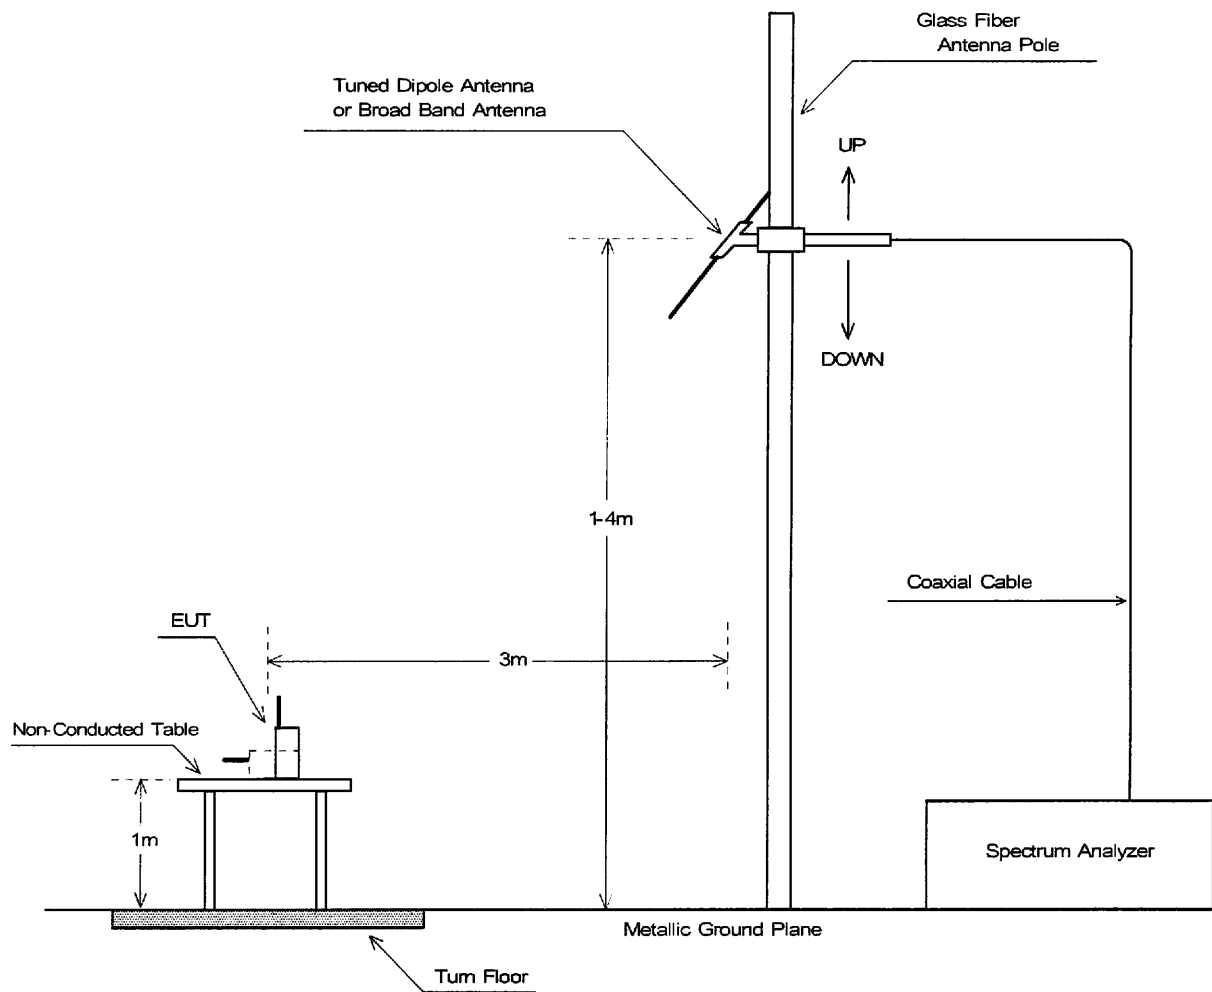 Glass Fiber
Antenna Pole
Tuned Dipole Antenna
or Broad Band Antenna
UP
DOWN
1-4m
Coaxial Cable
EUT
3m
Non-Conducted Table
1m
Spectrum Analyzer
Metallic Ground Plane
Turn Floor